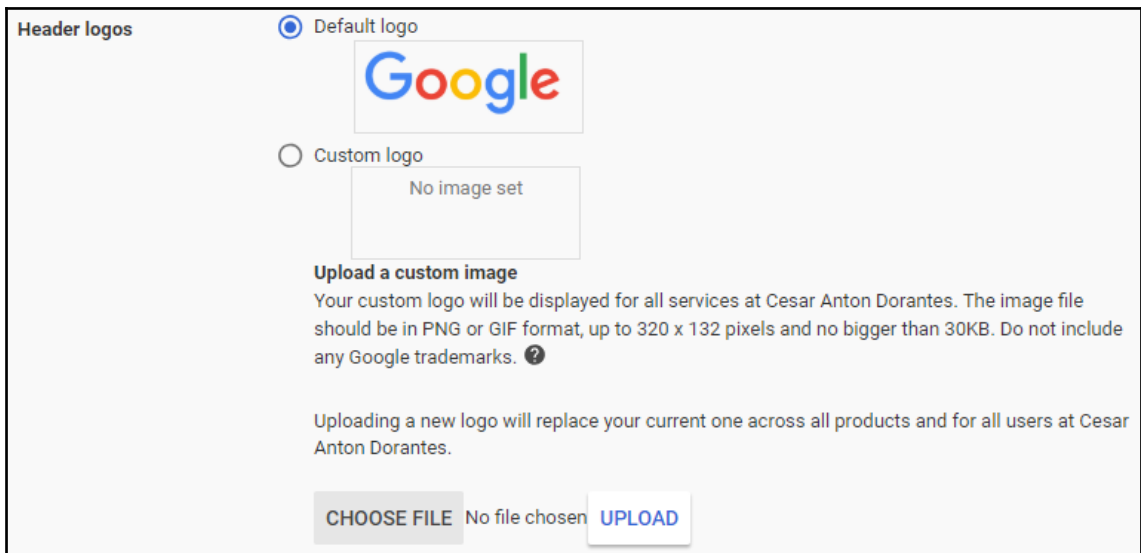 Header logos
Default logo
Google
Custom logo
No image set
Upload a custom image
Your custom logo will be displayed for all services at Cesar Anton Dorantes. The image file
should be in PNG or GIF format, up to 320 x 132 pixels and no bigger than 30KB. Do not include
any Google trademarks. ?
Uploading a new logo will replace your current one across all products and for all users at Cesar
Anton Dorantes.
CHOOSE FILE No file chosen UPLOAD